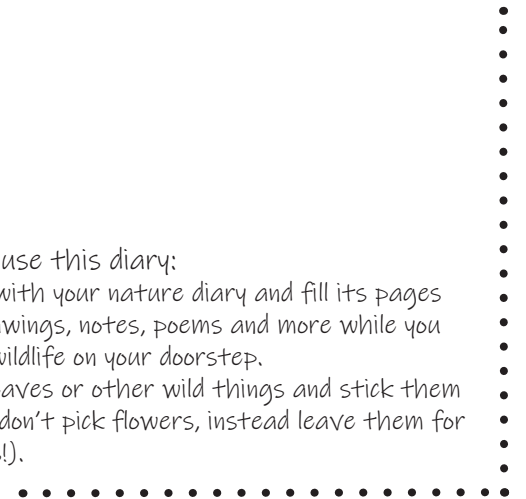 use this diary:
with your nature diary and fill its pages
wings, notes, poems and more while you
wildlife on your doorstep.
aves or other wild things and stick them
don't pick flowers, instead leave them for
!).